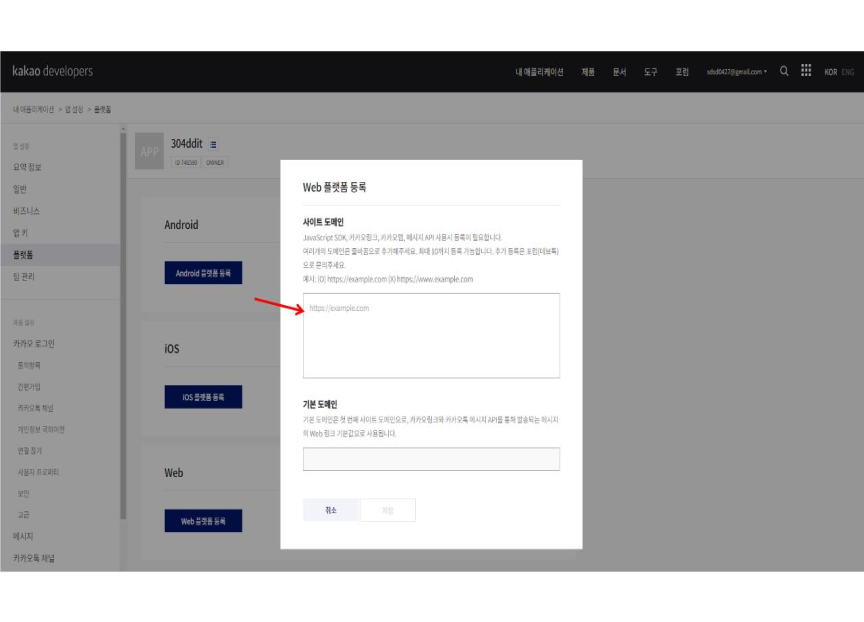 kakao developers
내 애플리케이션 제품 문서 도구 포럼 KOR ENG
내 애플리케이션 > 앱 설정 > 플랫폼
앱 설정
요약 정보
일반
비즈니스
앱 키
플랫폼
팀 관리
제품 설정
카카오 로그인
동의항목
간편가입
카카오톡 채널
개인정보 국외이전
연결 끊기
사용자 프로퍼티
보안
고급
메시지
카카오톡 채널
APP
304ddit
OWNER
Android
Android 플랫폼 등록
iOS
iOS 플랫폼 등록
Web
Web 플랫폼 등록
Web 플랫폼 등록
사이트 도메인
JavaScript SDK, 카카오링크, 카카오맵, 메시지 API 사용시 등록이 필요합니다.
여러개의 도메인은 줄바꿈으로 추가해주세요. 최대 10까지 등록 가능합니다. 추가 등록은 포럼(데브톡)
으로 문의주세요.
예시: (O) https://example.com (X) https://www.example.com
https://example.com
기본 도메인
기본 도메인은 첫 번째 사이트 도메인으로, 카카오링크와 카카오톡 메시지 API를 통해 발송되는 메시지
의 Web 링크 기본값으로 사용됩니다.
취소 저장